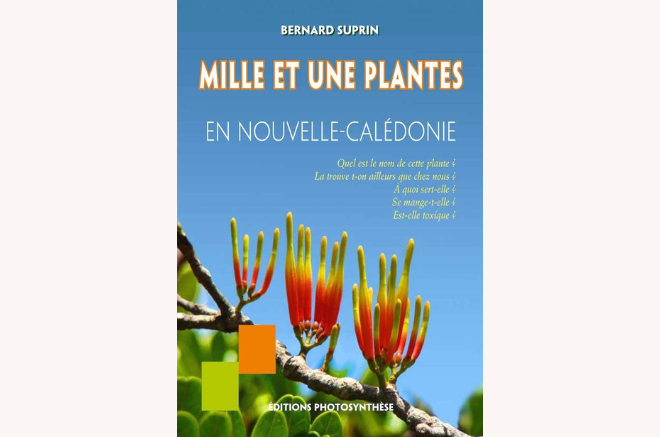 BERNARD SUPRIN
MILLE ET UNE PLANTES
EN NOUVELLE-CALÉDONIE
Quel est le nom de cette plante ?
La trouve t-on ailleurs que chez nous ?
À quoi sert-elle ?
Se mange-t-elle ?
Est-elle toxique ?
ÉDITIONS PHOTOSYNTHÈSE